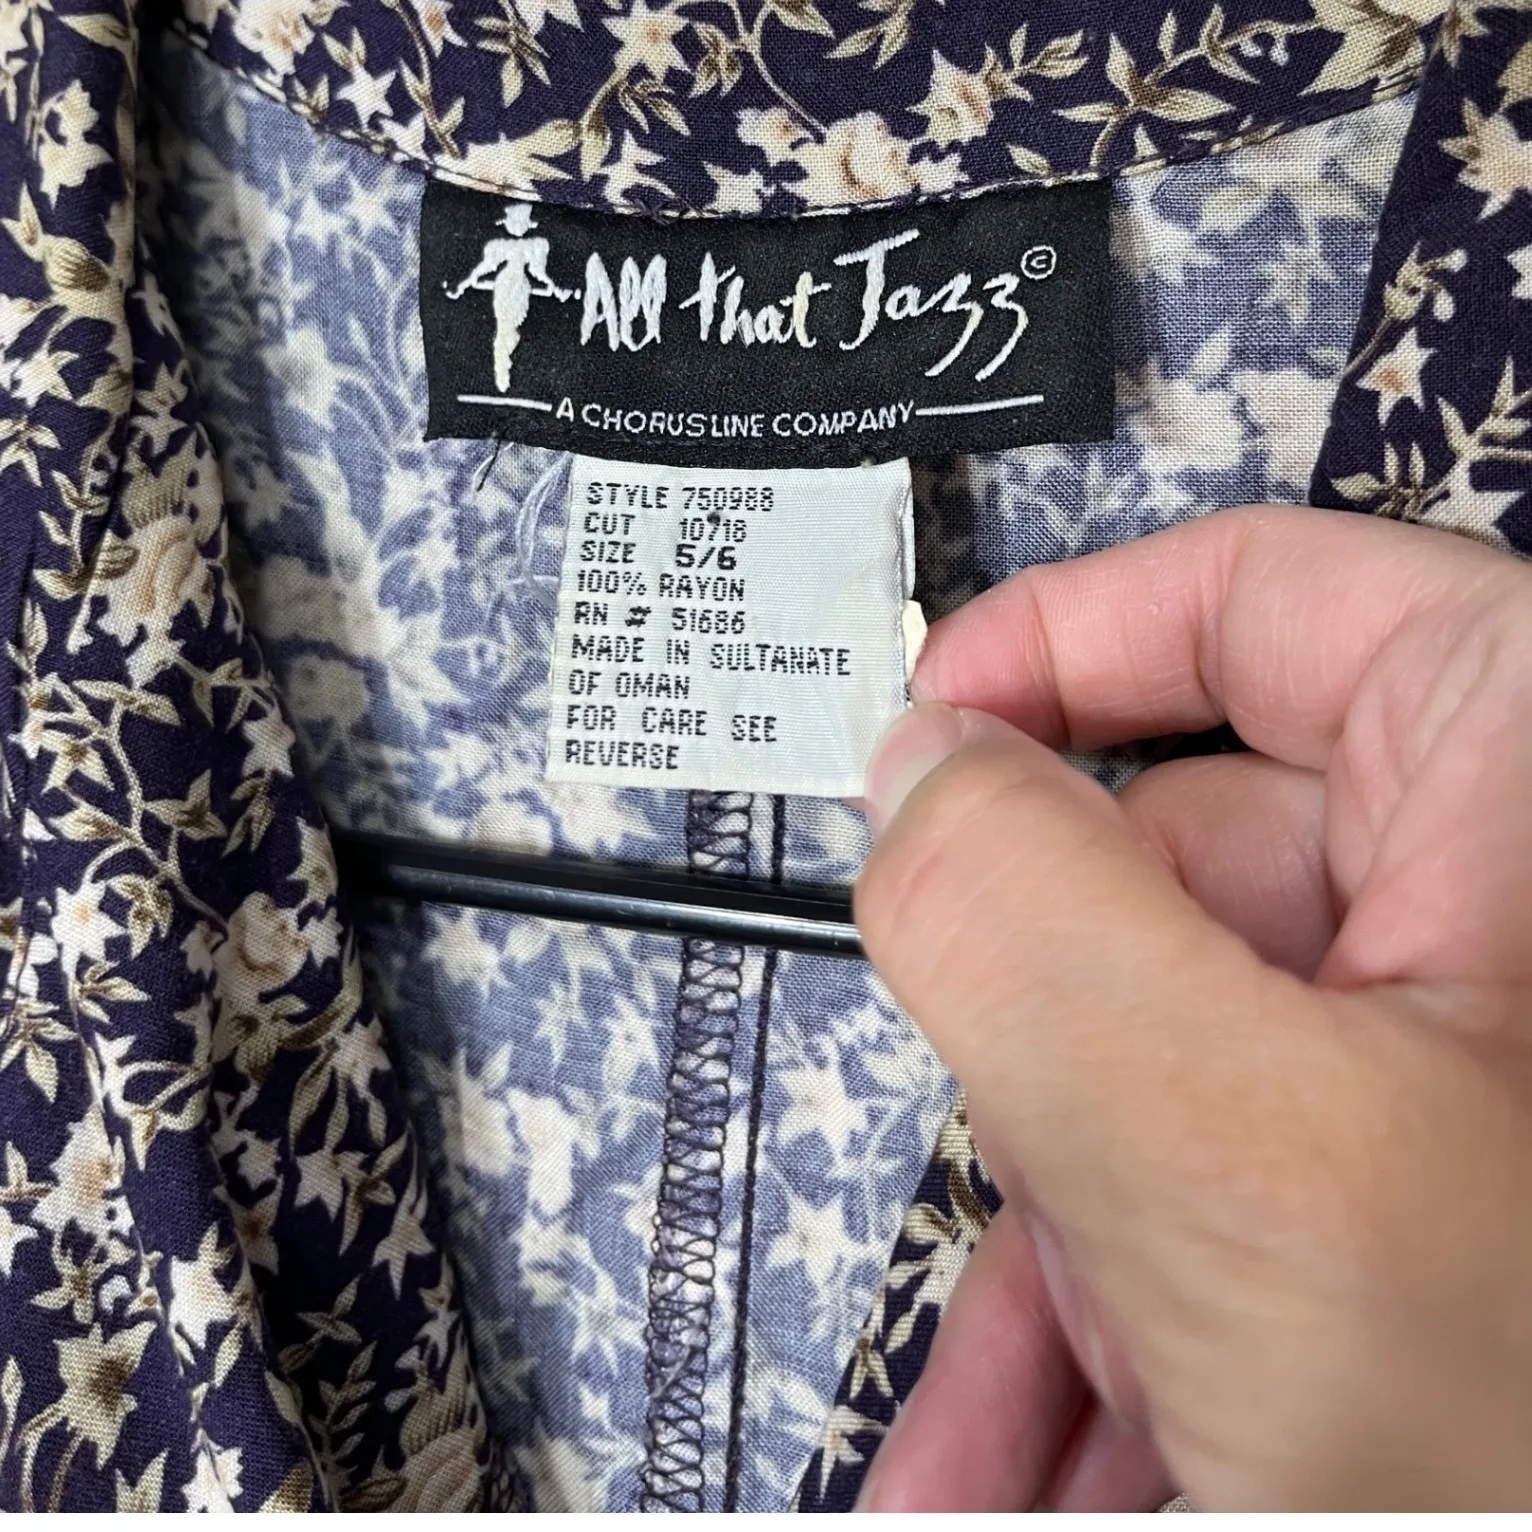 All that Jazz©
A CHORUS LINE COMPANY
STYLE 750988
CUT 10718
SIZE 5/6
100% RAYON
RN # 51686
MADE IN SULTANATE
OF OMAN
FOR CARE SEE
REVERSE